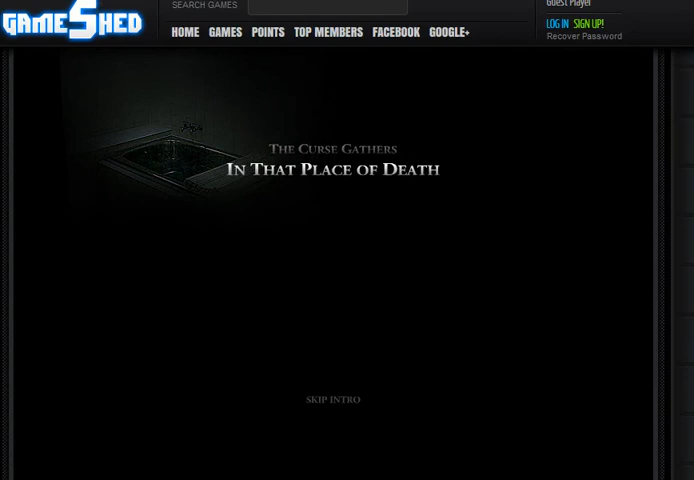 GAMESHED
SEARCH GAMES
Guest Player
LOG IN SIGN UP!
Recover Password
HOME GAMES POINTS TOP MEMBERS FACEBOOK GOOGLE+
THE CURSE GATHERS
IN THAT PLACE OF DEATH
SKIP INTRO